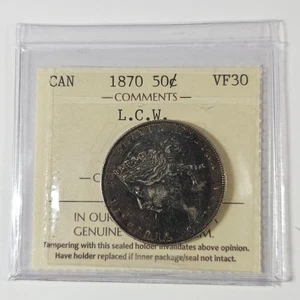 CAN 1870 50¢ VF30
COMMENTS
L.C.W.
C
IN OUR
GENUINE M.
Tampering with this sealed holder invalidates above opinion.
Have holder replaced if inner package/seal not intact.